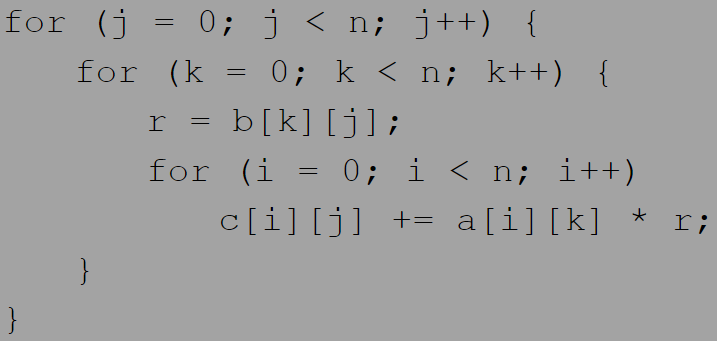 for (j = 0; j < n; j++) {
    for (k = 0; k < n; k++) {
        r = b[k][j];
        for (i = 0; i < n; i++)
            c[i][j] += a[i][k] * r;
    }
}